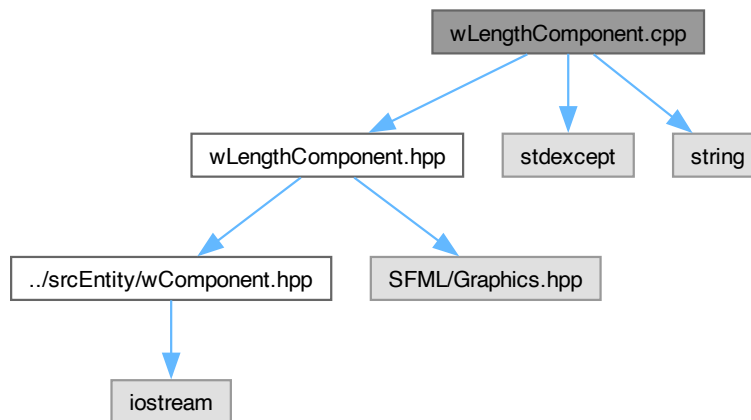 wLengthComponent.cpp
wLengthComponent.hpp
stdexcept
string
../srcEntity/wComponent.hpp
SFML/Graphics.hpp
iostream